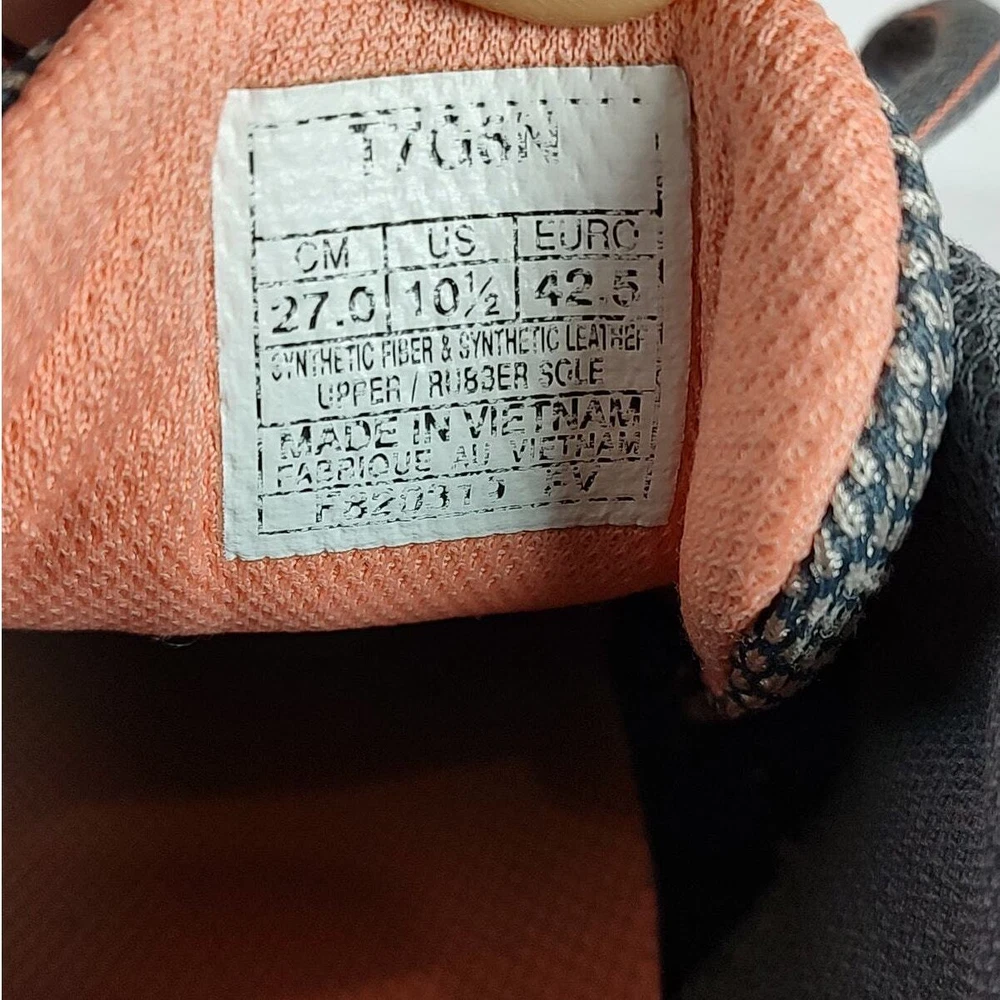 T7G6N
CM US EURO
27.0 10½ 42.5
SYNTHETIC FIBER & SYNTHETIC LEATHER
UPPER / RUBBER SOLE
MADE IN VIETNAM
FABRIQUE AU VIETNAM